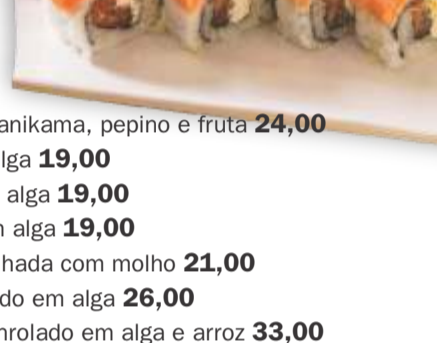 anikama, pepino e fruta 24,00
lga 19,00
alga 19,00
alga 19,00
hada com molho 21,00
do em alga 26,00
nrolado em alga e arroz 33,00